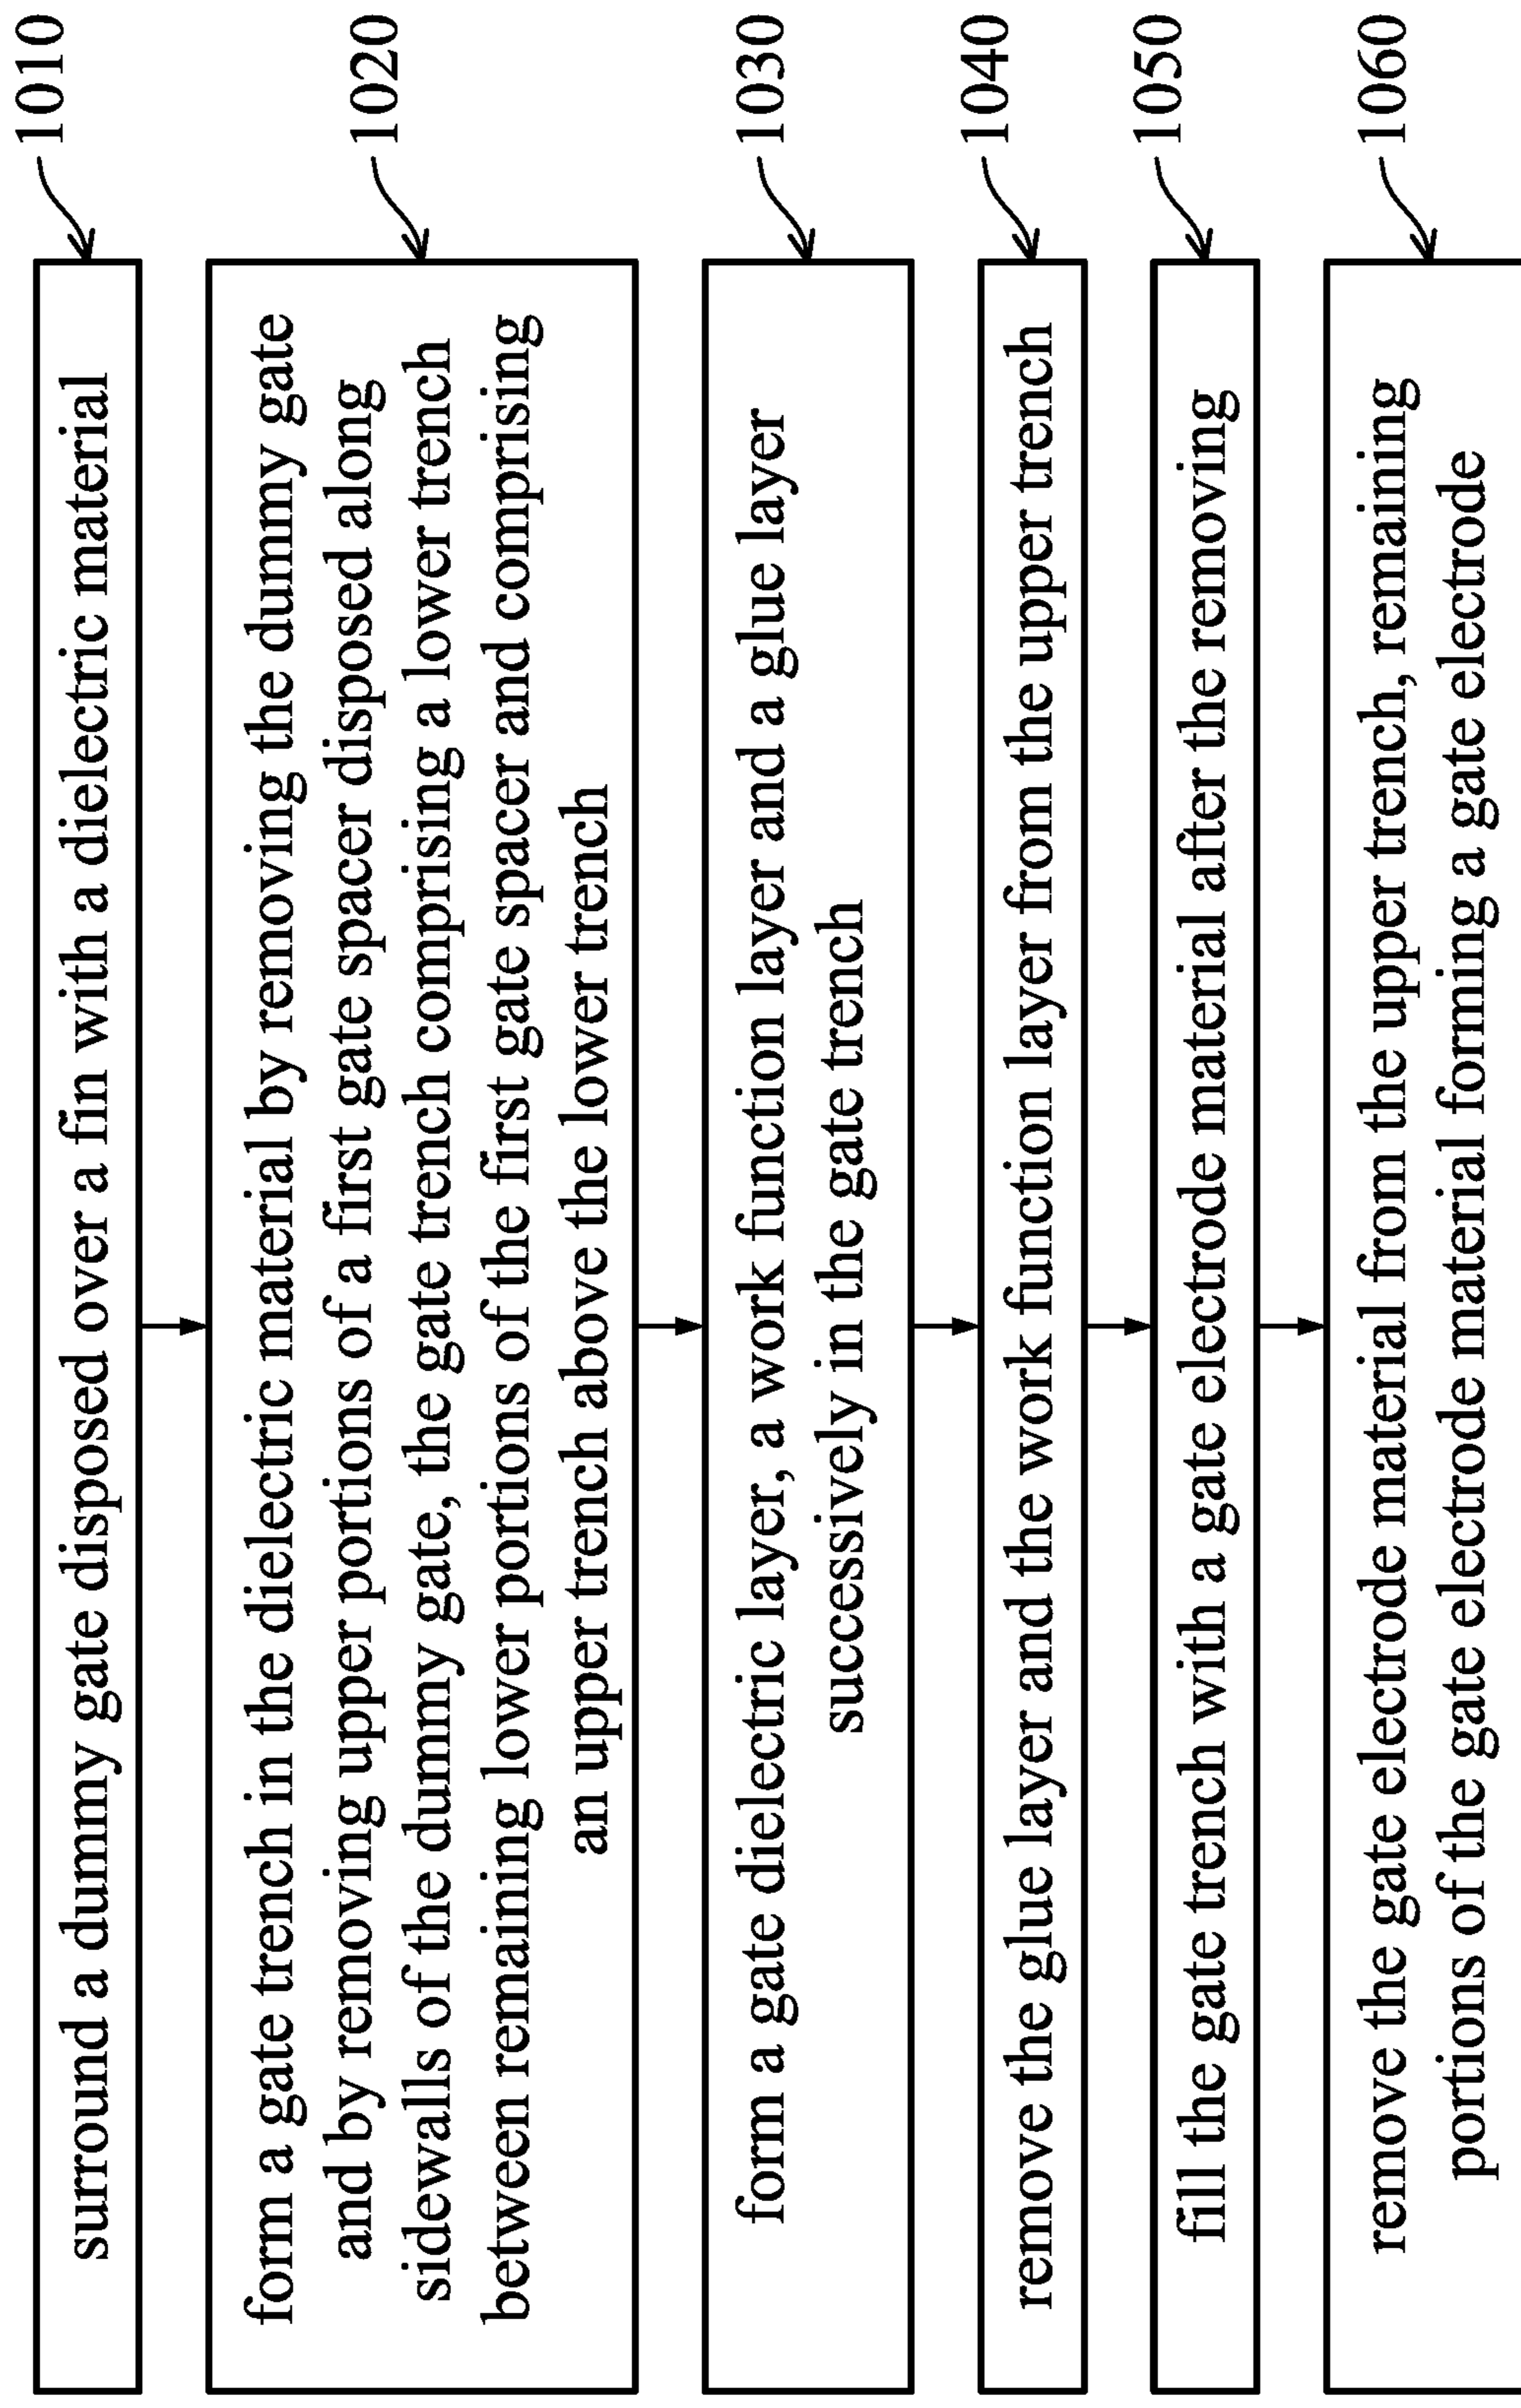 1010
surround a dummy gate disposed over a fin with a dielectric material
1020
form a gate trench in the dielectric material by removing the dummy gate
and by removing upper portions of a first gate spacer disposed along
sidewalls of the dummy gate, the gate trench comprising a lower trench
between remaining lower portions of the first gate spacer and comprising
an upper trench above the lower trench
1030
form a gate dielectric layer, a work function layer and a glue layer
successively in the gate trench
1040
remove the glue layer and the work function layer from the upper trench
1050
fill the gate trench with a gate electrode material after the removing
1060
remove the gate electrode material from the upper trench, remaining
portions of the gate electrode material forming a gate electrode